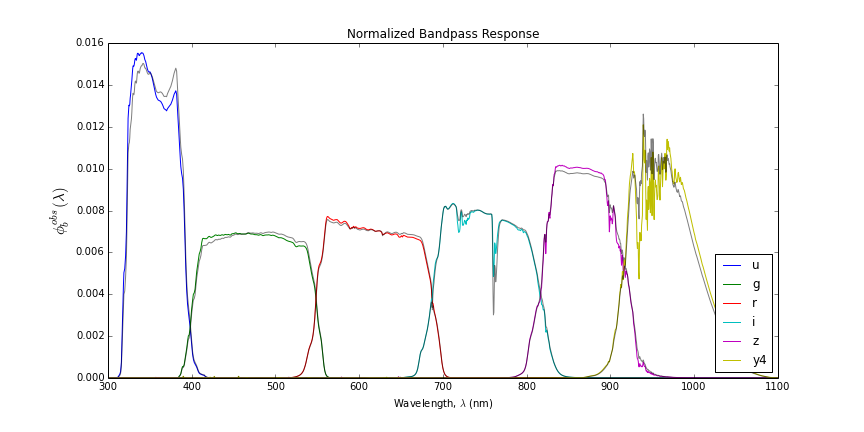 Normalized Bandpass Response
0.016
0.014
0.012
0.010
0.008
0.006
0.004
0.002
0.000
ϕ_b^obs (λ)
u
g
r
i
z
y4
300 400 500 600 700 800 900 1000 1100
Wavelength, λ (nm)